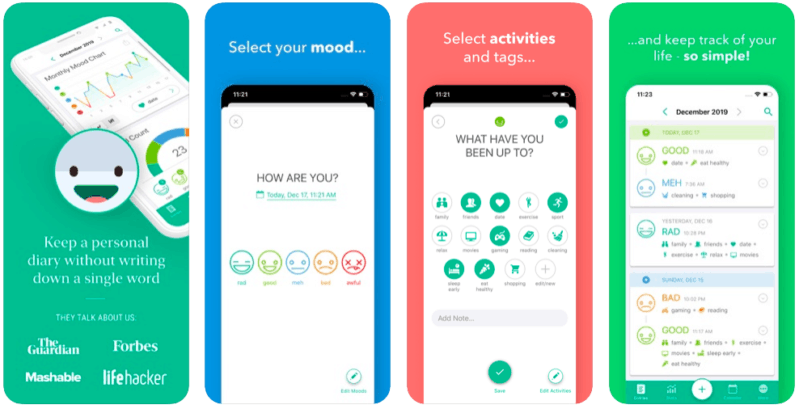 December 2019
Monthly Mood Chart
date
Count
23
Keep a personal
diary without writing
down a single word
THEY TALK ABOUT US:
The Guardian
Forbes
Mashable
lifehacker
Select your mood...
11:21
HOW ARE YOU?
Today, Dec 17, 11:21 AM
rad good meh bad awful
Edit Moods
Select activities
and tags...
11:21
WHAT HAVE YOU
BEEN UP TO?
family friends date exercise sport
relax movies gaming reading cleaning
sleep early eat healthy shopping edit/new
Add Note...
Save
Edit Activities
...and keep track of your
life - so simple!
11:23
December 2019
TODAY, DEC 17
GOOD 11:18 AM
date • eat healthy
MEH 7:56 AM
cleaning • shopping
YESTERDAY, DEC 16
RAD 10:28 PM
family • friends • date •
exercise • relax • movies
SUNDAY, DEC 15
BAD 10:52 PM
gaming • reading
GOOD 11:17 AM
family • friends • exercise •
movies • sleep early •
eat healthy